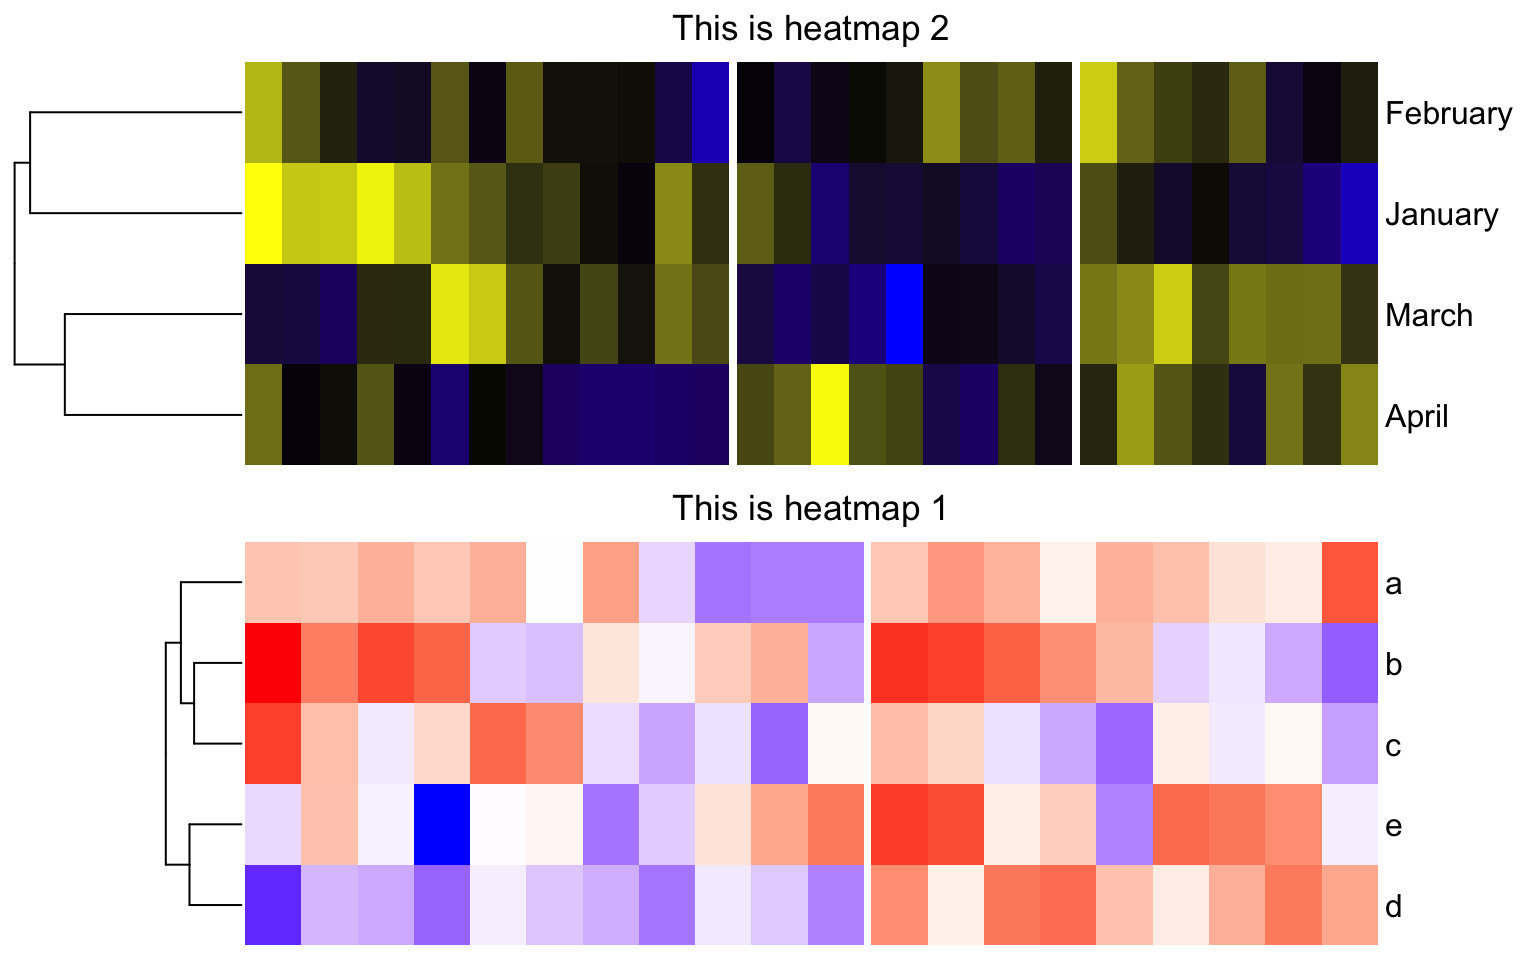 This is heatmap 2
February
January
March
April
This is heatmap 1
a
b
c
e
d